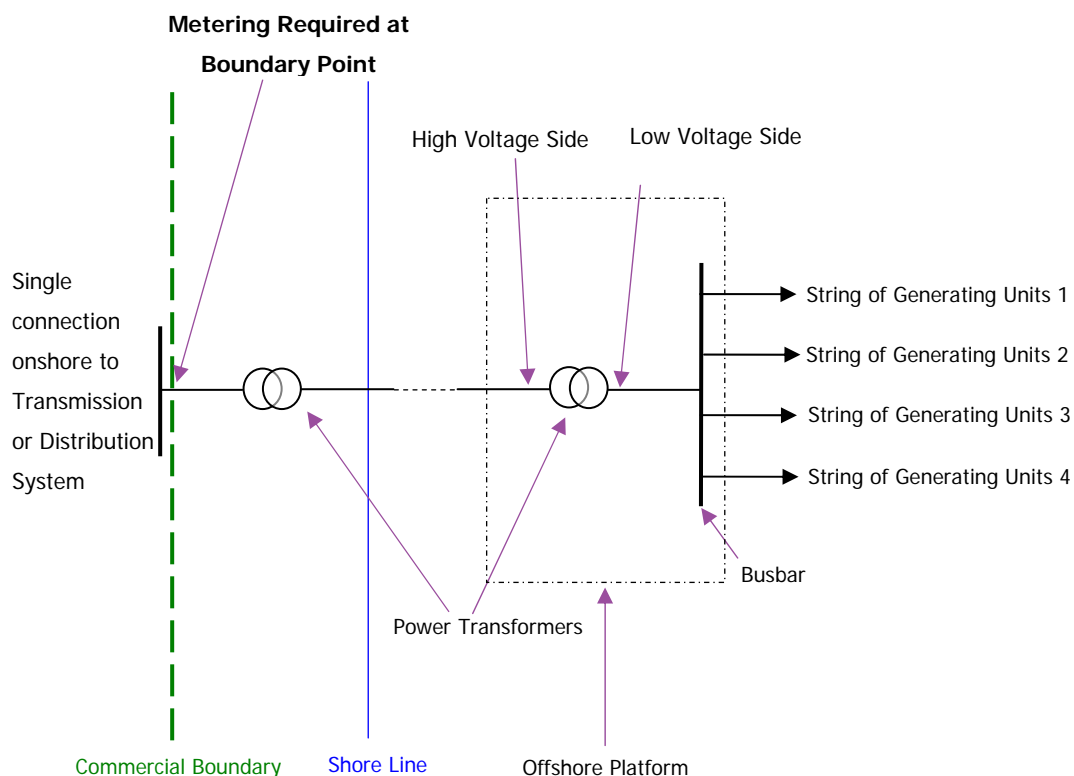 Metering Required at
Boundary Point
High Voltage Side
Low Voltage Side
Single
connection
onshore to
Transmission
or Distribution
System
String of Generating Units 1
String of Generating Units 2
String of Generating Units 3
String of Generating Units 4
Busbar
Power Transformers
Commercial Boundary
Shore Line
Offshore Platform